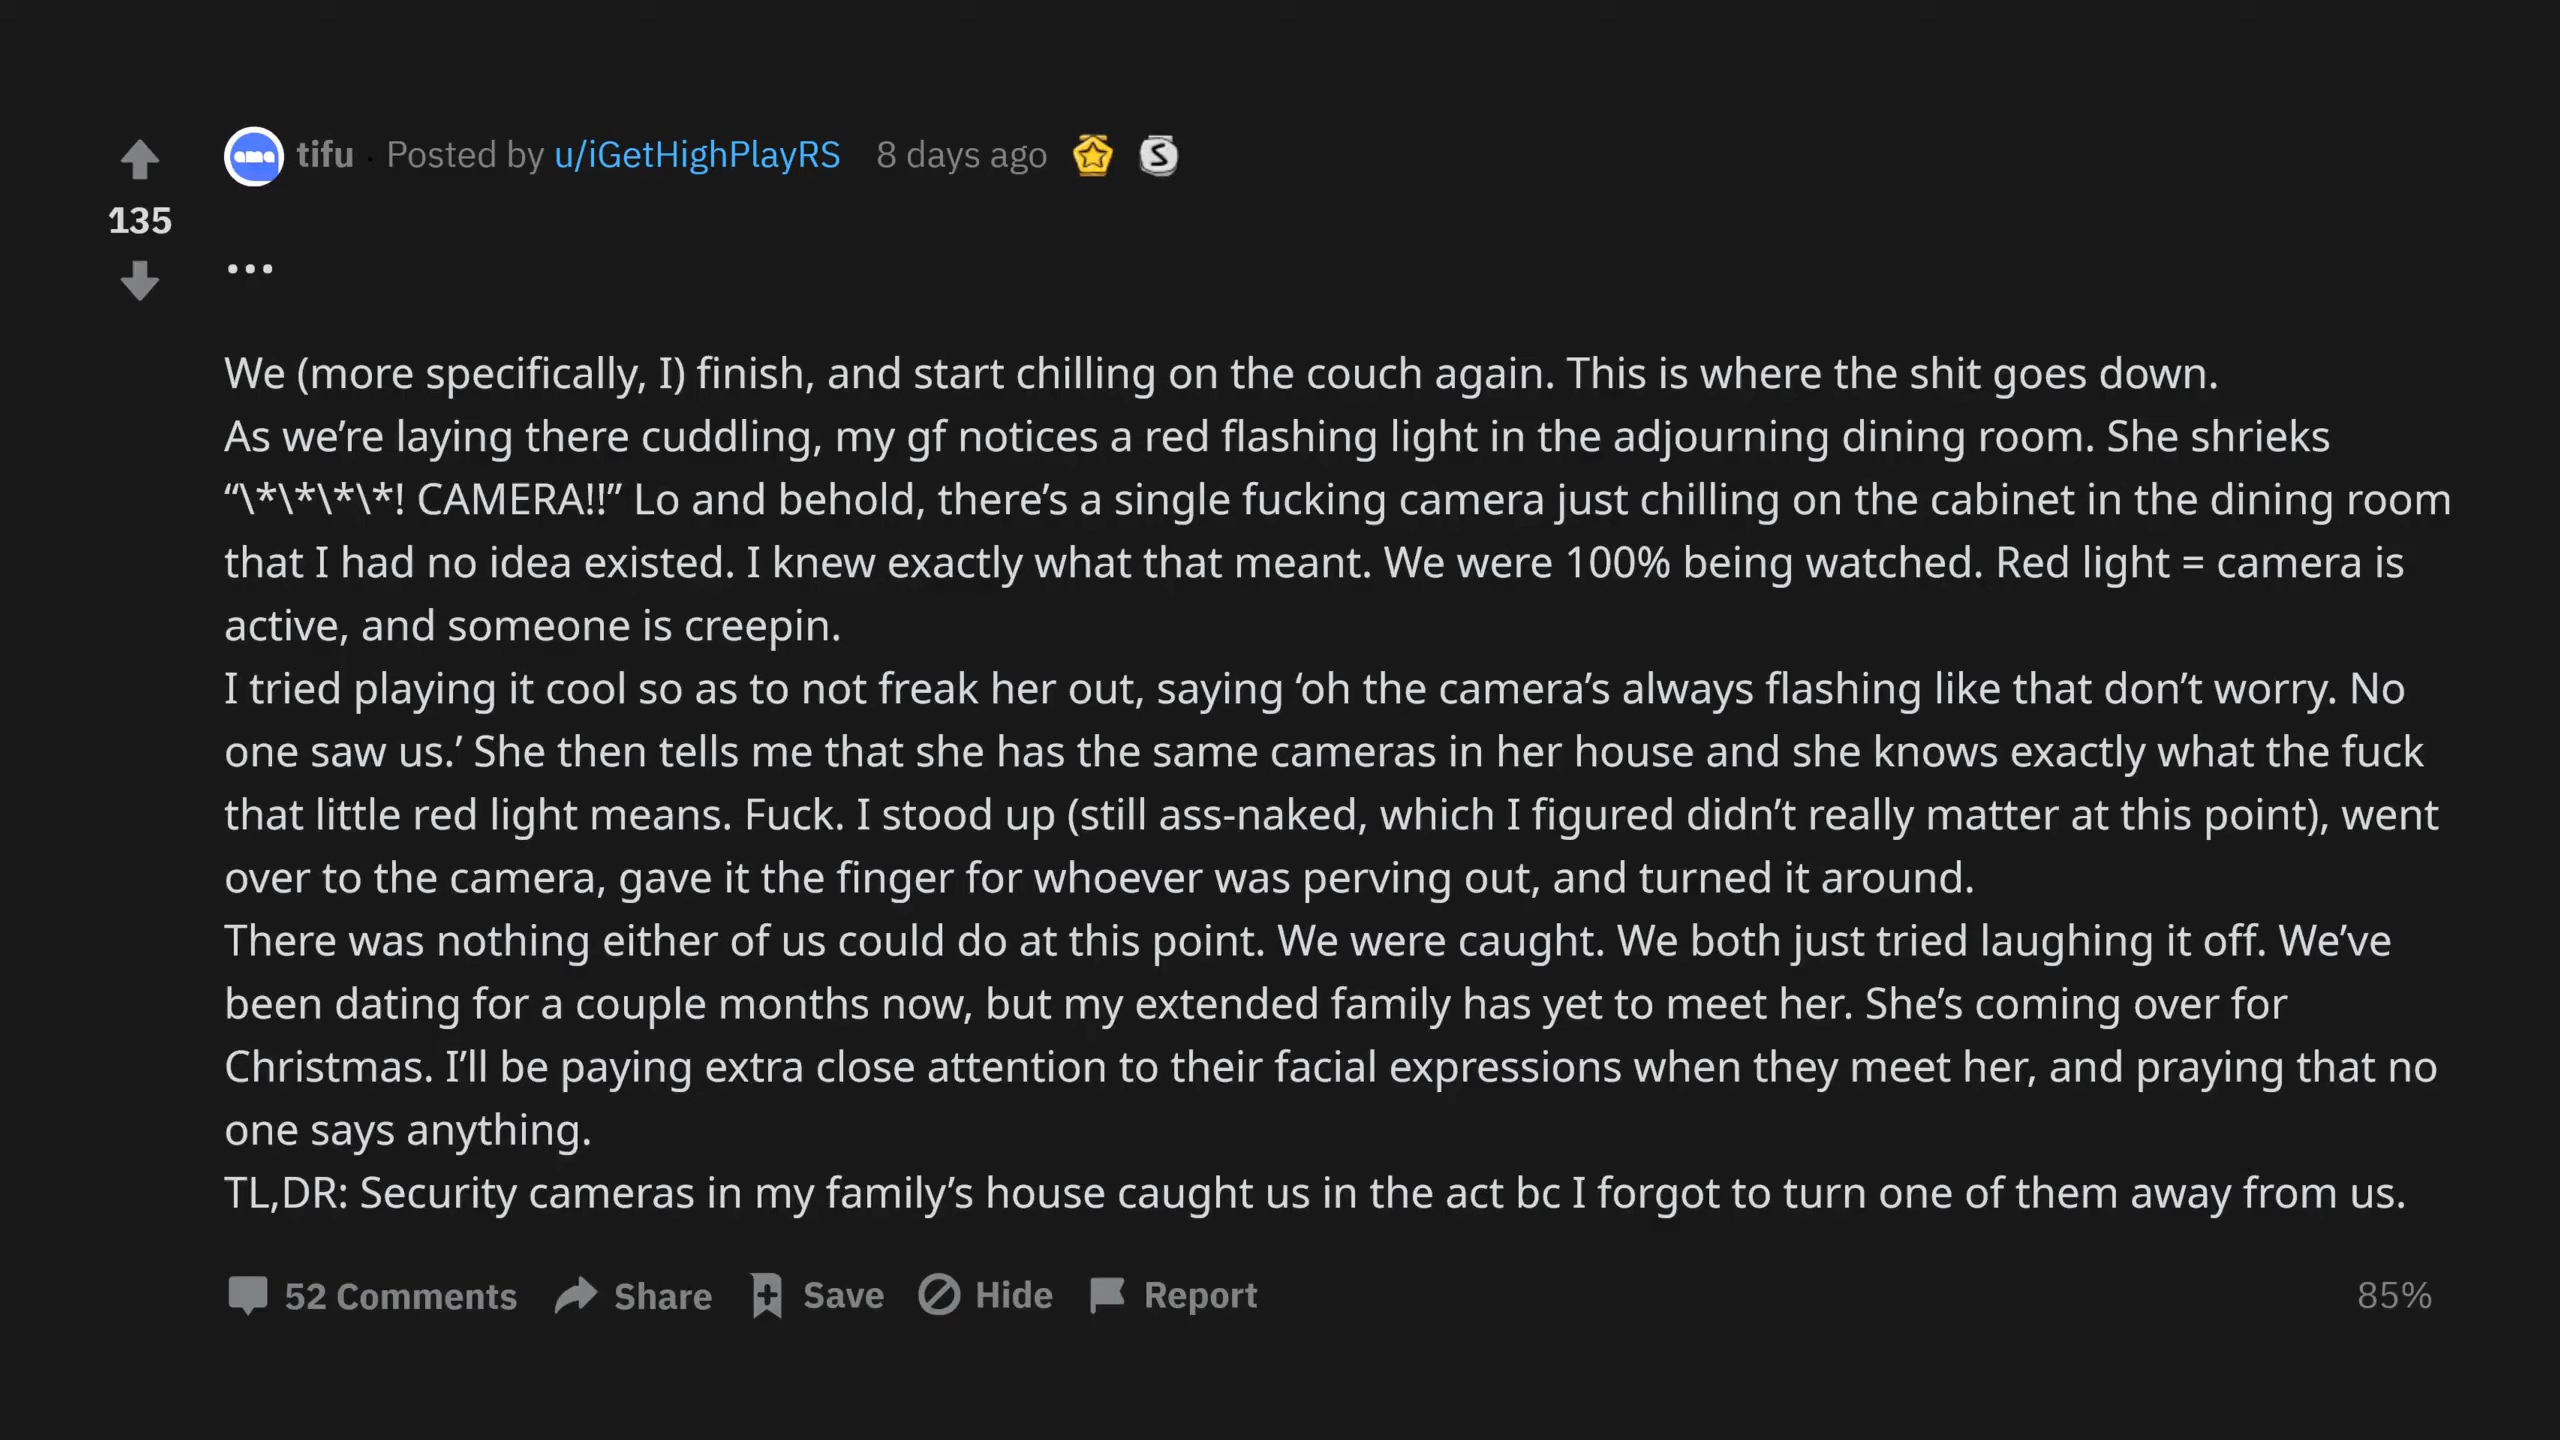 ama tifu · Posted by u/iGetHighPlayRS 8 days ago S
135
...
We (more specifically, I) finish, and start chilling on the couch again. This is where the shit goes down.
As we’re laying there cuddling, my gf notices a red flashing light in the adjourning dining room. She shrieks
“\*\*\*\*! CAMERA!!” Lo and behold, there’s a single fucking camera just chilling on the cabinet in the dining room
that I had no idea existed. I knew exactly what that meant. We were 100% being watched. Red light = camera is
active, and someone is creepin.
I tried playing it cool so as to not freak her out, saying ‘oh the camera’s always flashing like that don’t worry. No
one saw us.’ She then tells me that she has the same cameras in her house and she knows exactly what the fuck
that little red light means. Fuck. I stood up (still ass-naked, which I figured didn’t really matter at this point), went
over to the camera, gave it the finger for whoever was perving out, and turned it around.
There was nothing either of us could do at this point. We were caught. We both just tried laughing it off. We’ve
been dating for a couple months now, but my extended family has yet to meet her. She’s coming over for
Christmas. I’ll be paying extra close attention to their facial expressions when they meet her, and praying that no
one says anything.
TL,DR: Security cameras in my family’s house caught us in the act bc I forgot to turn one of them away from us.
52 Comments Share Save Hide Report 85%